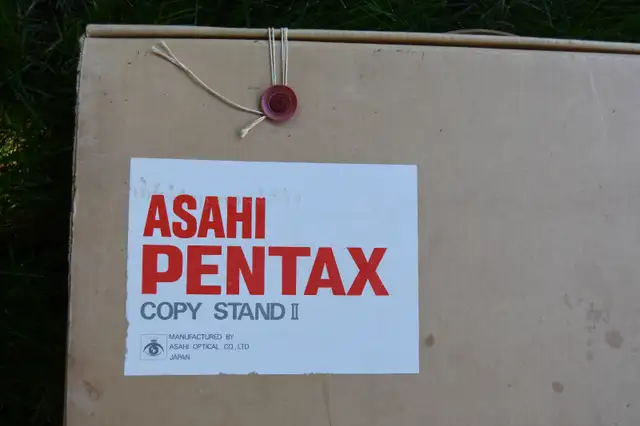 ASAHI
PENTAX
COPY STAND II
MANUFACTURED BY
ASAHI OPTICAL CO., LTD
JAPAN